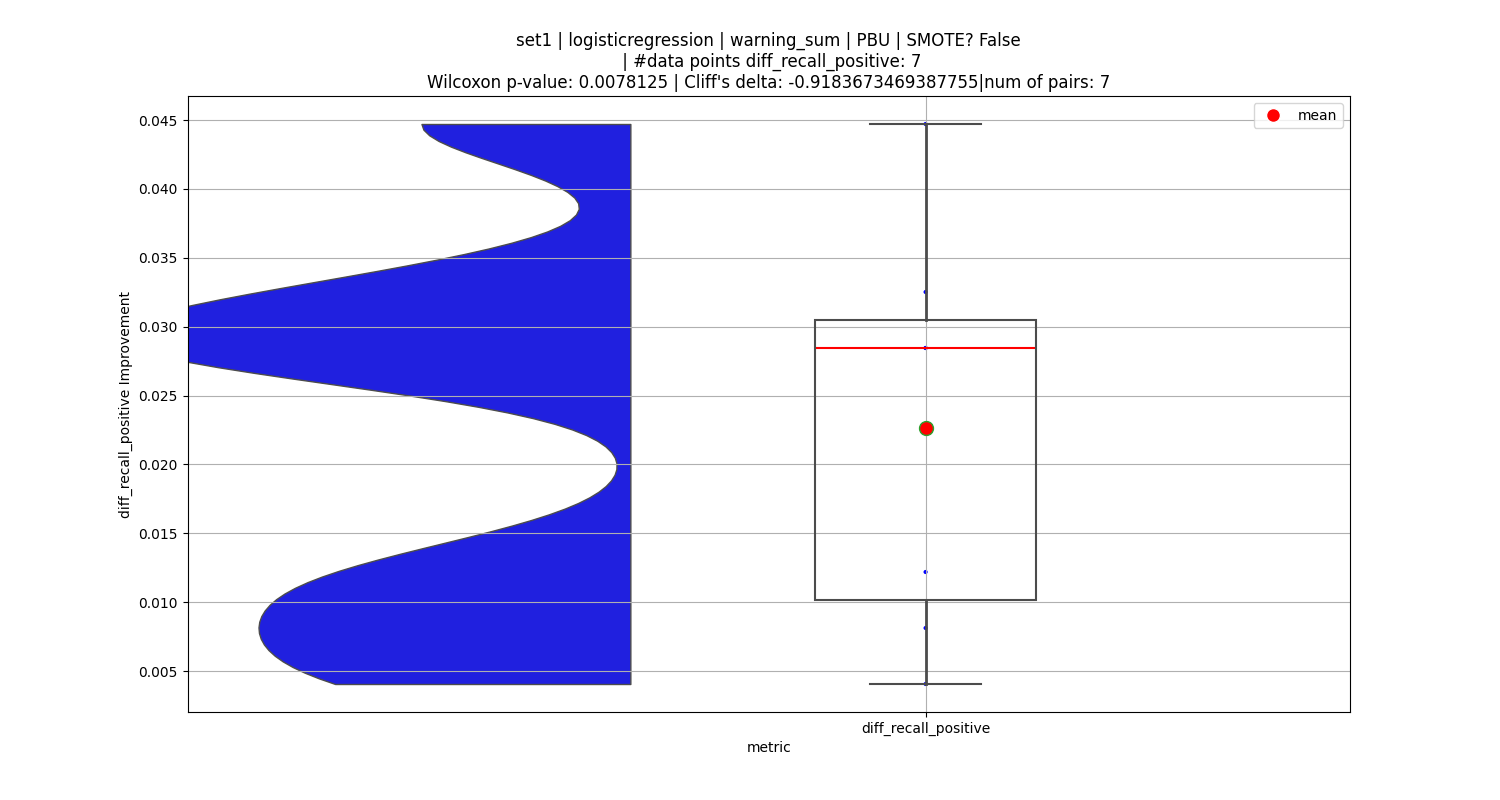 set1 | logisticregression | warning_sum | PBU | SMOTE? False
| #data points diff_recall_positive: 7
Wilcoxon p-value: 0.0078125 | Cliff's delta: -0.9183673469387755|num of pairs: 7
mean
0.045
0.040
0.035
0.030
0.025
0.020
0.015
0.010
0.005
diff_recall_positive Improvement
diff_recall_positive
metric